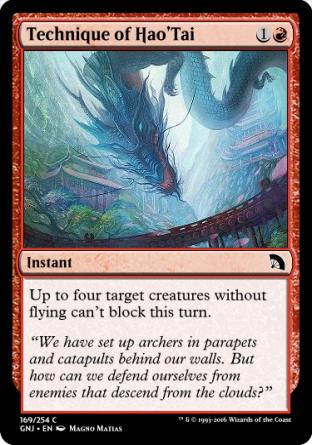 Technique of Hao'Tai 1
Instant
Up to four target creatures without
flying can't block this turn.
"We have set up archers in parapets
and catapults behind our walls. But
how can we defend ourselves from
enemies that descend from the clouds?"
169/254 C
GNJ • EN Magno Matias
™ & © 1993-2016 Wizards of the Coast